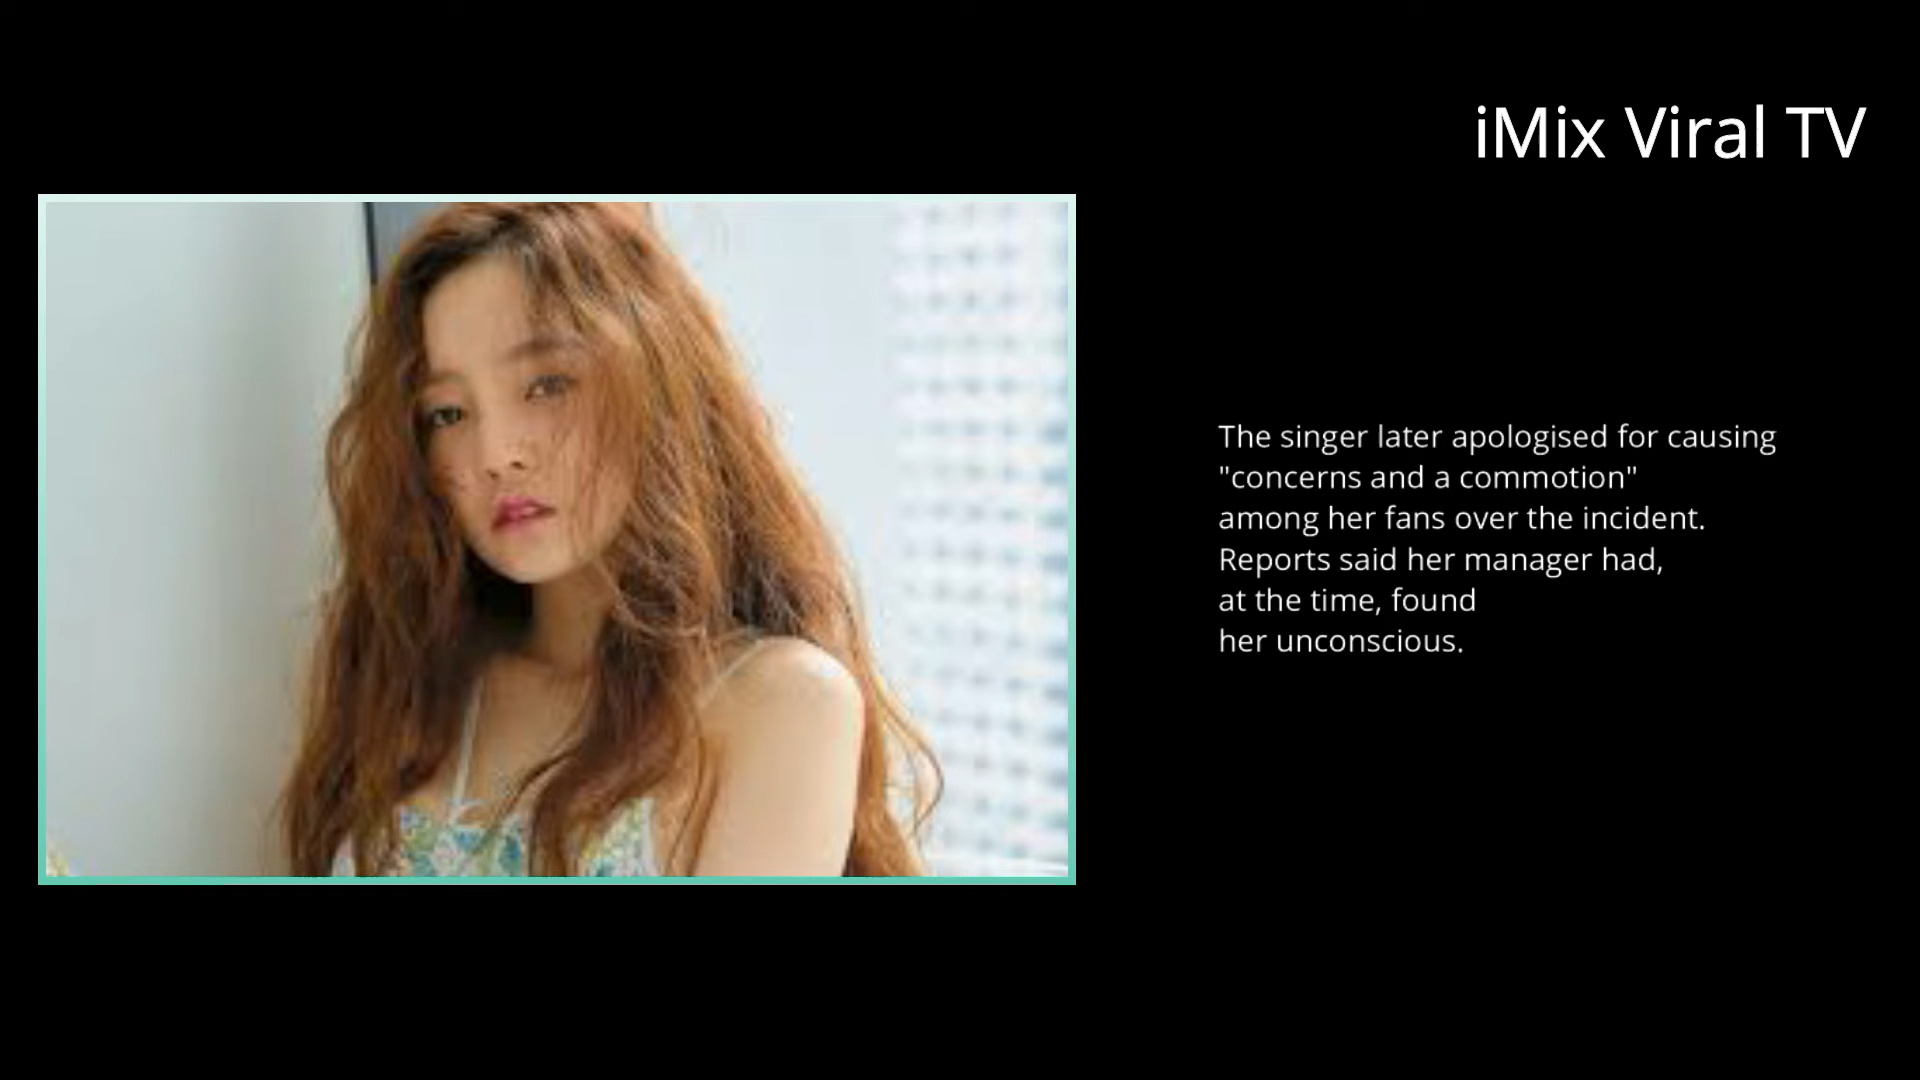 iMix Viral TV
The singer later apologised for causing
"concerns and a commotion"
among her fans over the incident.
Reports said her manager had,
at the time, found
her unconscious.